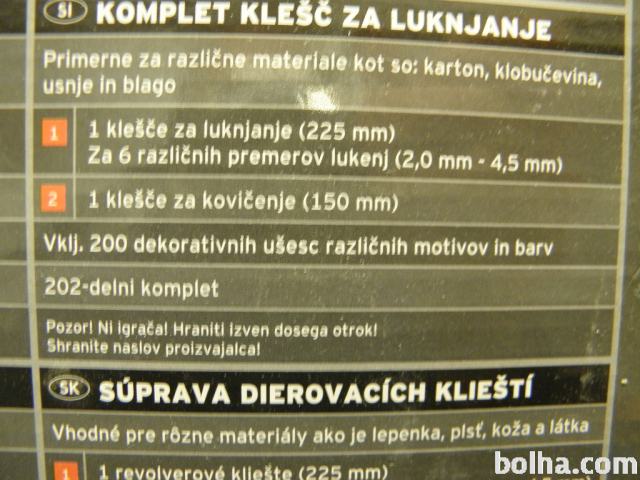 SI KOMPLET KLEŠČ ZA LUKNJANJE
Primerne za različne materiale kot so: karton, klobučevina,
usnje in blago
1 1 klešče za luknjanje (225 mm)
Za 6 različnih premerov lukenj (2,0 mm - 4,5 mm)
2 1 klešče za kovičenje (150 mm)
Vklj. 200 dekorativnih ušesc različnih motivov in barv
202-delni komplet
Pozor! Ni igrača! Hraniti izven dosega otrok!
Shranite naslov proizvajalca!
SK SÚPRAVA DIEROVACÍCH KLIEŠTÍ
Vhodné pre rôzne materiály ako je lepenka, plsť, koža a látka
1 1 revolverové kliešte (225 mm)
bolha.com